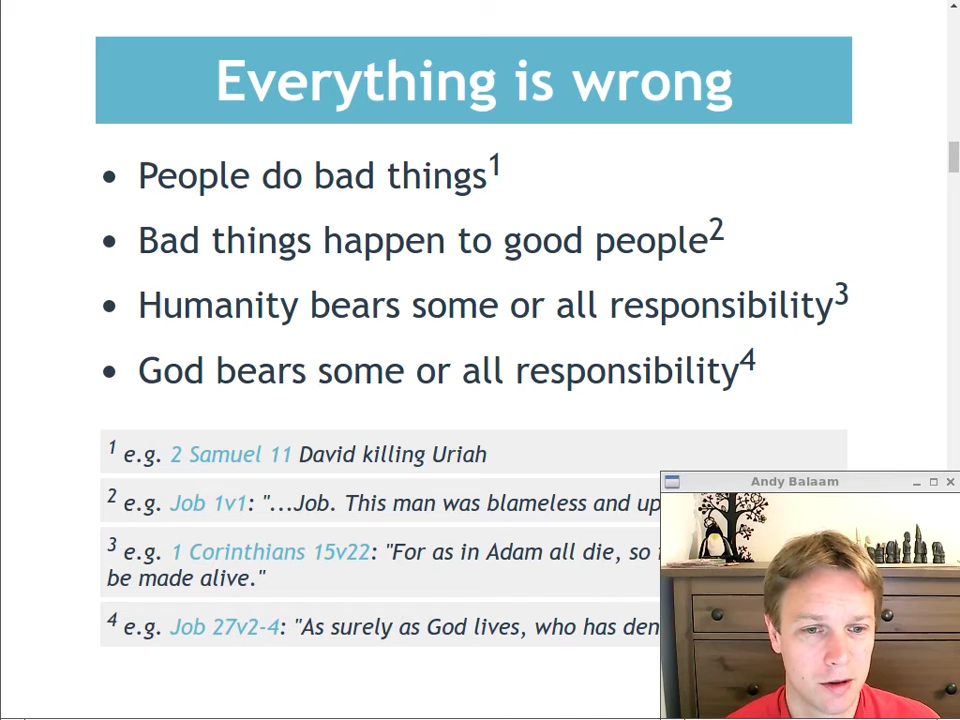 Everything is wrong
• People do bad things1
• Bad things happen to good people2
• Humanity bears some or all responsibility3
• God bears some or all responsibility4
1 e.g. 2 Samuel 11 David killing Uriah
2 e.g. Job 1v1: "...Job. This man was blameless and up
3 e.g. 1 Corinthians 15v22: "For as in Adam all die, so
be made alive."
4 e.g. Job 27v2-4: "As surely as God lives, who has den
Andy Balaam